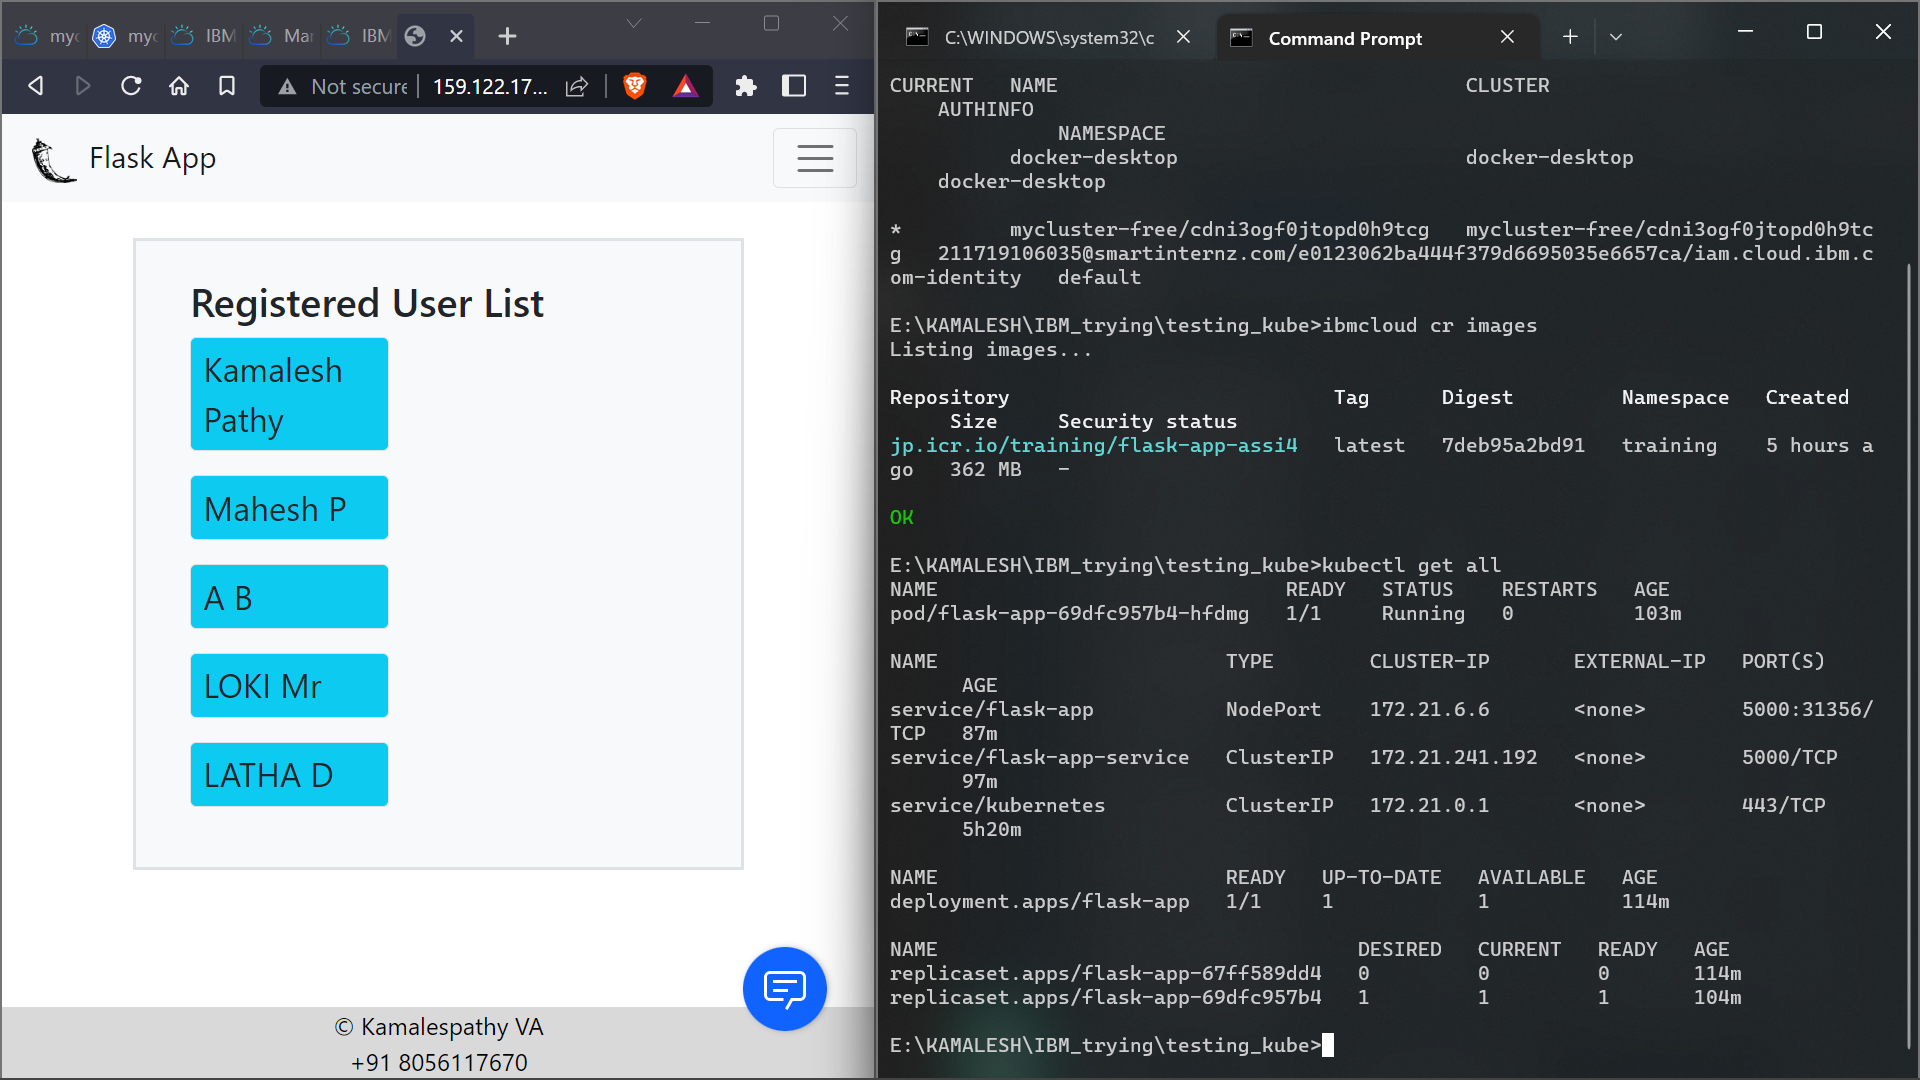 myc
myc
IBM
Mar
IBM
Not secure
159.122.17...
Flask App
Registered User List
Kamalesh
Pathy
Mahesh P
A B
LOKI Mr
LATHA D
© Kamalespathy VA
+91 8056117670
C:\WINDOWS\system32\c
Command Prompt
CURRENT   NAME                                  CLUSTER
    AUTHINFO
              NAMESPACE
          docker-desktop                        docker-desktop
    docker-desktop
*         mycluster-free/cdni3ogf0jtopd0h9tcg   mycluster-free/cdni3ogf0jtopd0h9tc
g   211719106035@smartinternz.com/e0123062ba444f379d6695035e6657ca/iam.cloud.ibm.c
om-identity   default
E:\KAMALESH\IBM_trying\testing_kube>ibmcloud cr images
Listing images...
Repository                           Tag      Digest         Namespace   Created
     Size     Security status
jp.icr.io/training/flask-app-assi4   latest   7deb95a2bd91   training    5 hours a
go   362 MB   -
OK
E:\KAMALESH\IBM_trying\testing_kube>kubectl get all
NAME                             READY   STATUS    RESTARTS   AGE
pod/flask-app-69dfc957b4-hfdmg   1/1     Running   0          103m
NAME                        TYPE        CLUSTER-IP       EXTERNAL-IP   PORT(S)
      AGE
service/flask-app           NodePort    172.21.6.6       <none>        5000:31356/
TCP   87m
service/flask-app-service   ClusterIP   172.21.241.192   <none>        5000/TCP
      97m
service/kubernetes          ClusterIP   172.21.0.1       <none>        443/TCP
      5h20m
NAME                        READY   UP-TO-DATE   AVAILABLE   AGE
deployment.apps/flask-app   1/1     1            1           114m
NAME                                   DESIRED   CURRENT   READY   AGE
replicaset.apps/flask-app-67ff589dd4   0         0         0       114m
replicaset.apps/flask-app-69dfc957b4   1         1         1       104m
E:\KAMALESH\IBM_trying\testing_kube>